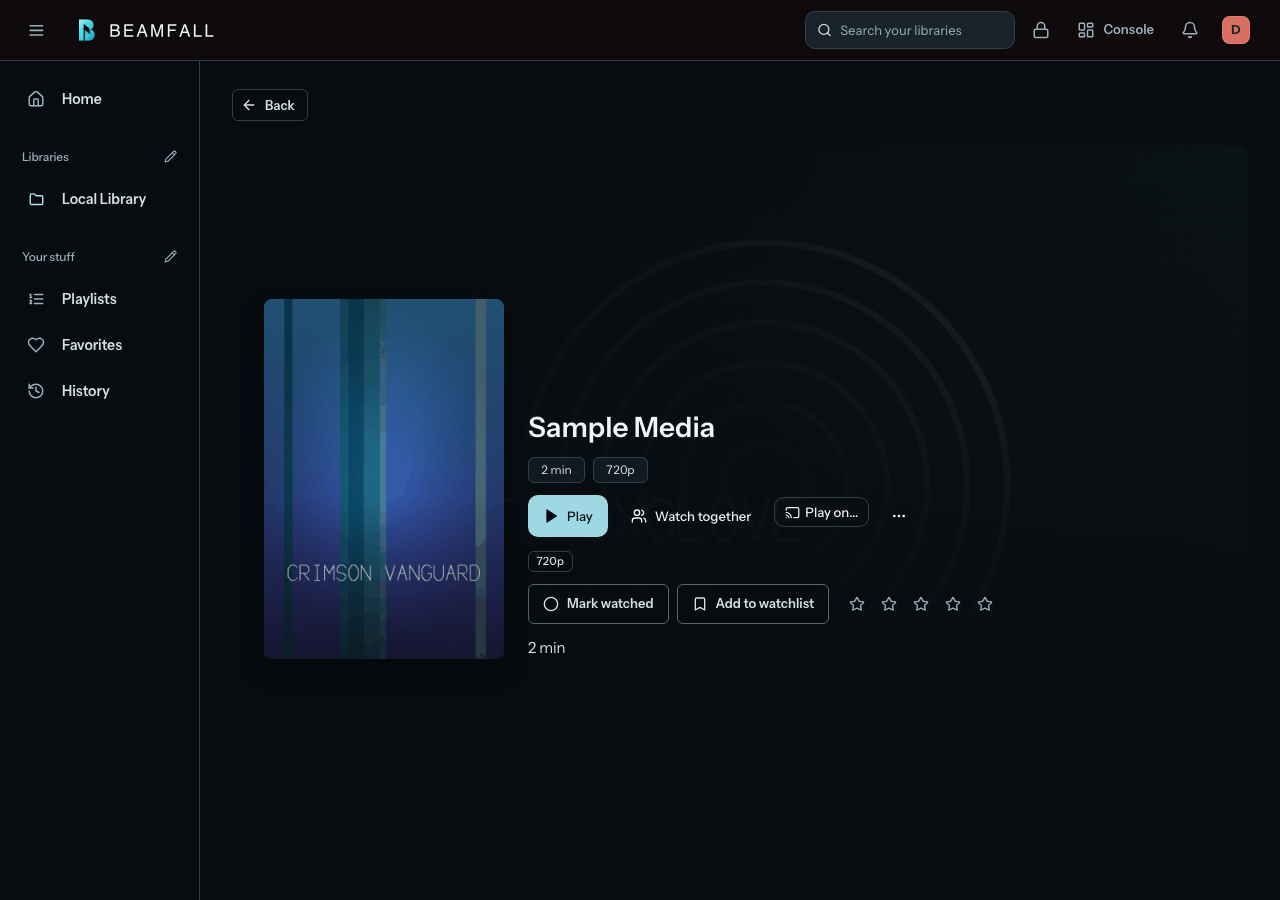 BEAMFALL
Search your libraries
Console
D
Home
Back
Libraries
Local Library
Your stuff
Playlists
Favorites
History
CRIMSON VANGUARD
Sample Media
2 min
720p
Play
Watch together
Play on...
720p
Mark watched
Add to watchlist
2 min